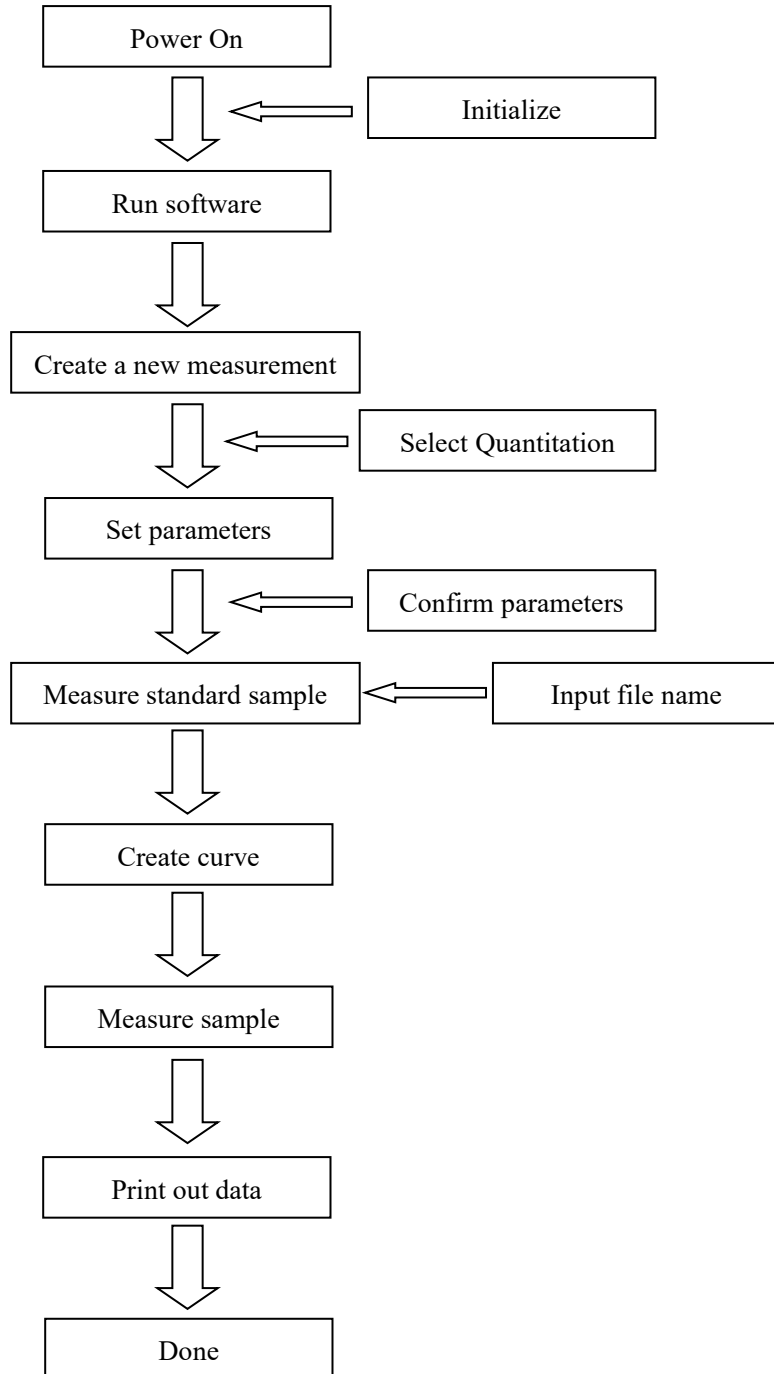 Power On
Initialize
Run software
Create a new measurement
Select Quantitation
Set parameters
Confirm parameters
Measure standard sample
Input file name
Create curve
Measure sample
Print out data
Done